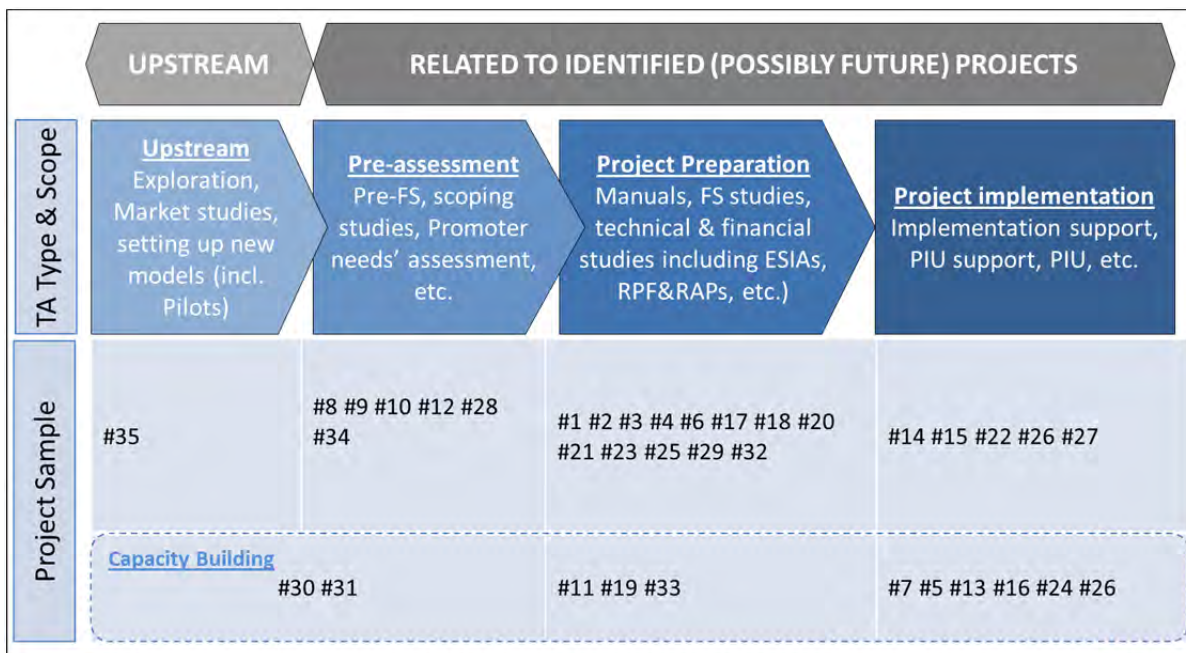 UPSTREAM
RELATED TO IDENTIFIED (POSSIBLY FUTURE) PROJECTS
TA Type & Scope
Upstream
Exploration,
Market studies,
setting up new
models (incl.
Pilots)
Pre-assessment
Pre-FS, scoping
studies, Promoter
needs' assessment,
etc.
Project Preparation
Manuals, FS studies,
technical & financial
studies including ESIAs,
RPF&RAPs, etc.)
Project implementation
Implementation support,
PIU support, PIU, etc.
Project Sample
#35
#8 #9 #10 #12 #28
#34
#1 #2 #3 #4 #6 #17 #18 #20
#21 #23 #25 #29 #32
#14 #15 #22 #26 #27
Capacity Building
#30 #31
#11 #19 #33
#7 #5 #13 #16 #24 #26